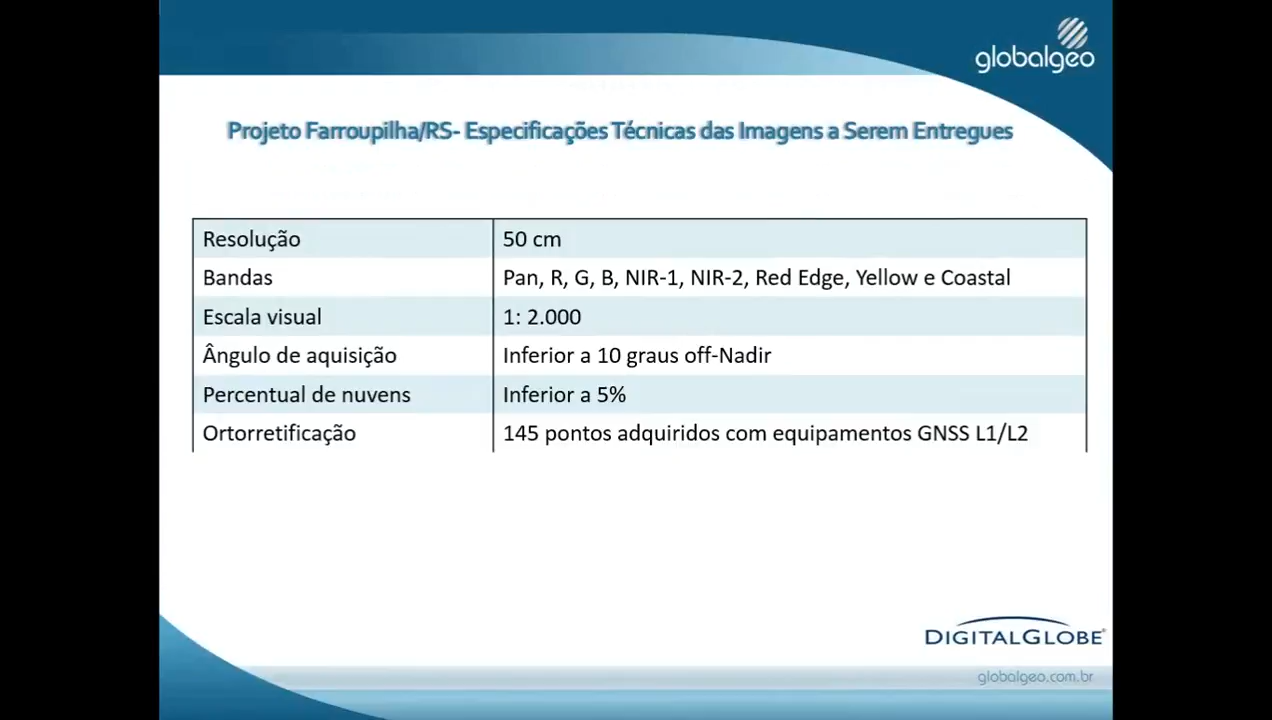 globalgeo
Projeto Farroupilha/RS- Especificações Técnicas das Imagens a Serem Entregues
Resolução 50 cm
Bandas Pan, R, G, B, NIR-1, NIR-2, Red Edge, Yellow e Coastal
Escala visual 1: 2.000
Ângulo de aquisição Inferior a 10 graus off-Nadir
Percentual de nuvens Inferior a 5%
Ortorretificação 145 pontos adquiridos com equipamentos GNSS L1/L2
DIGITALGLOBE®
globalgeo.com.br